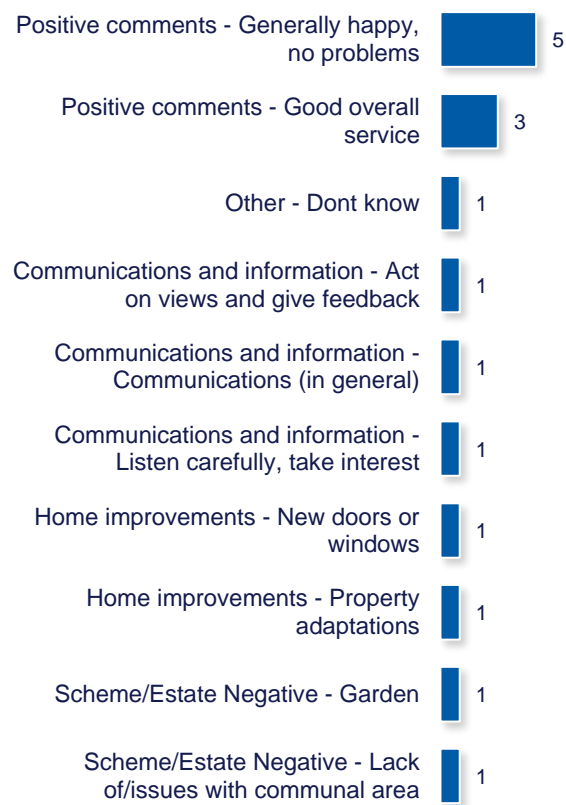 Positive comments - Generally happy,
no problems
5
Positive comments - Good overall
service
3
Other - Dont know
1
Communications and information - Act
on views and give feedback
1
Communications and information -
Communications (in general)
1
Communications and information -
Listen carefully, take interest
1
Home improvements - New doors or
windows
1
Home improvements - Property
adaptations
1
Scheme/Estate Negative - Garden
1
Scheme/Estate Negative - Lack
of/issues with communal area
1